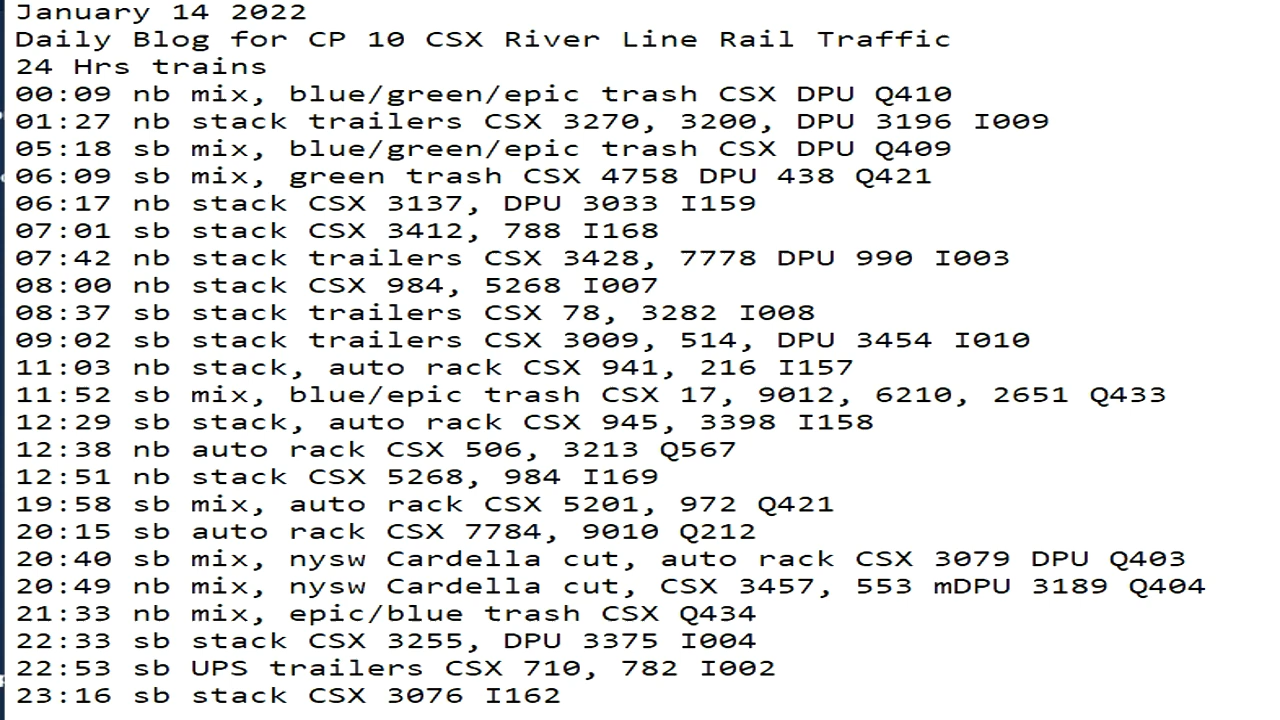 January 14 2022
Daily Blog for CP 10 CSX River Line Rail Traffic
24 Hrs trains
00:09 nb mix, blue/green/epic trash CSX DPU Q410
01:27 nb stack trailers CSX 3270, 3200, DPU 3196 I009
05:18 sb mix, blue/green/epic trash CSX DPU Q409
06:09 sb mix, green trash CSX 4758 DPU 438 Q421
06:17 nb stack CSX 3137, DPU 3033 I159
07:01 sb stack CSX 3412, 788 I168
07:42 nb stack trailers CSX 3428, 7778 DPU 990 I003
08:00 nb stack CSX 984, 5268 I007
08:37 sb stack trailers CSX 78, 3282 I008
09:02 sb stack trailers CSX 3009, 514, DPU 3454 I010
11:03 nb stack, auto rack CSX 941, 216 I157
11:52 sb mix, blue/epic trash CSX 17, 9012, 6210, 2651 Q433
12:29 sb stack, auto rack CSX 945, 3398 I158
12:38 nb auto rack CSX 506, 3213 Q567
12:51 nb stack CSX 5268, 984 I169
19:58 sb mix, auto rack CSX 5201, 972 Q421
20:15 sb auto rack CSX 7784, 9010 Q212
20:40 sb mix, nysw Cardella cut, auto rack CSX 3079 DPU Q403
20:49 nb mix, nysw Cardella cut, CSX 3457, 553 mDPU 3189 Q404
21:33 nb mix, epic/blue trash CSX Q434
22:33 sb stack CSX 3255, DPU 3375 I004
22:53 sb UPS trailers CSX 710, 782 I002
23:16 sb stack CSX 3076 I162